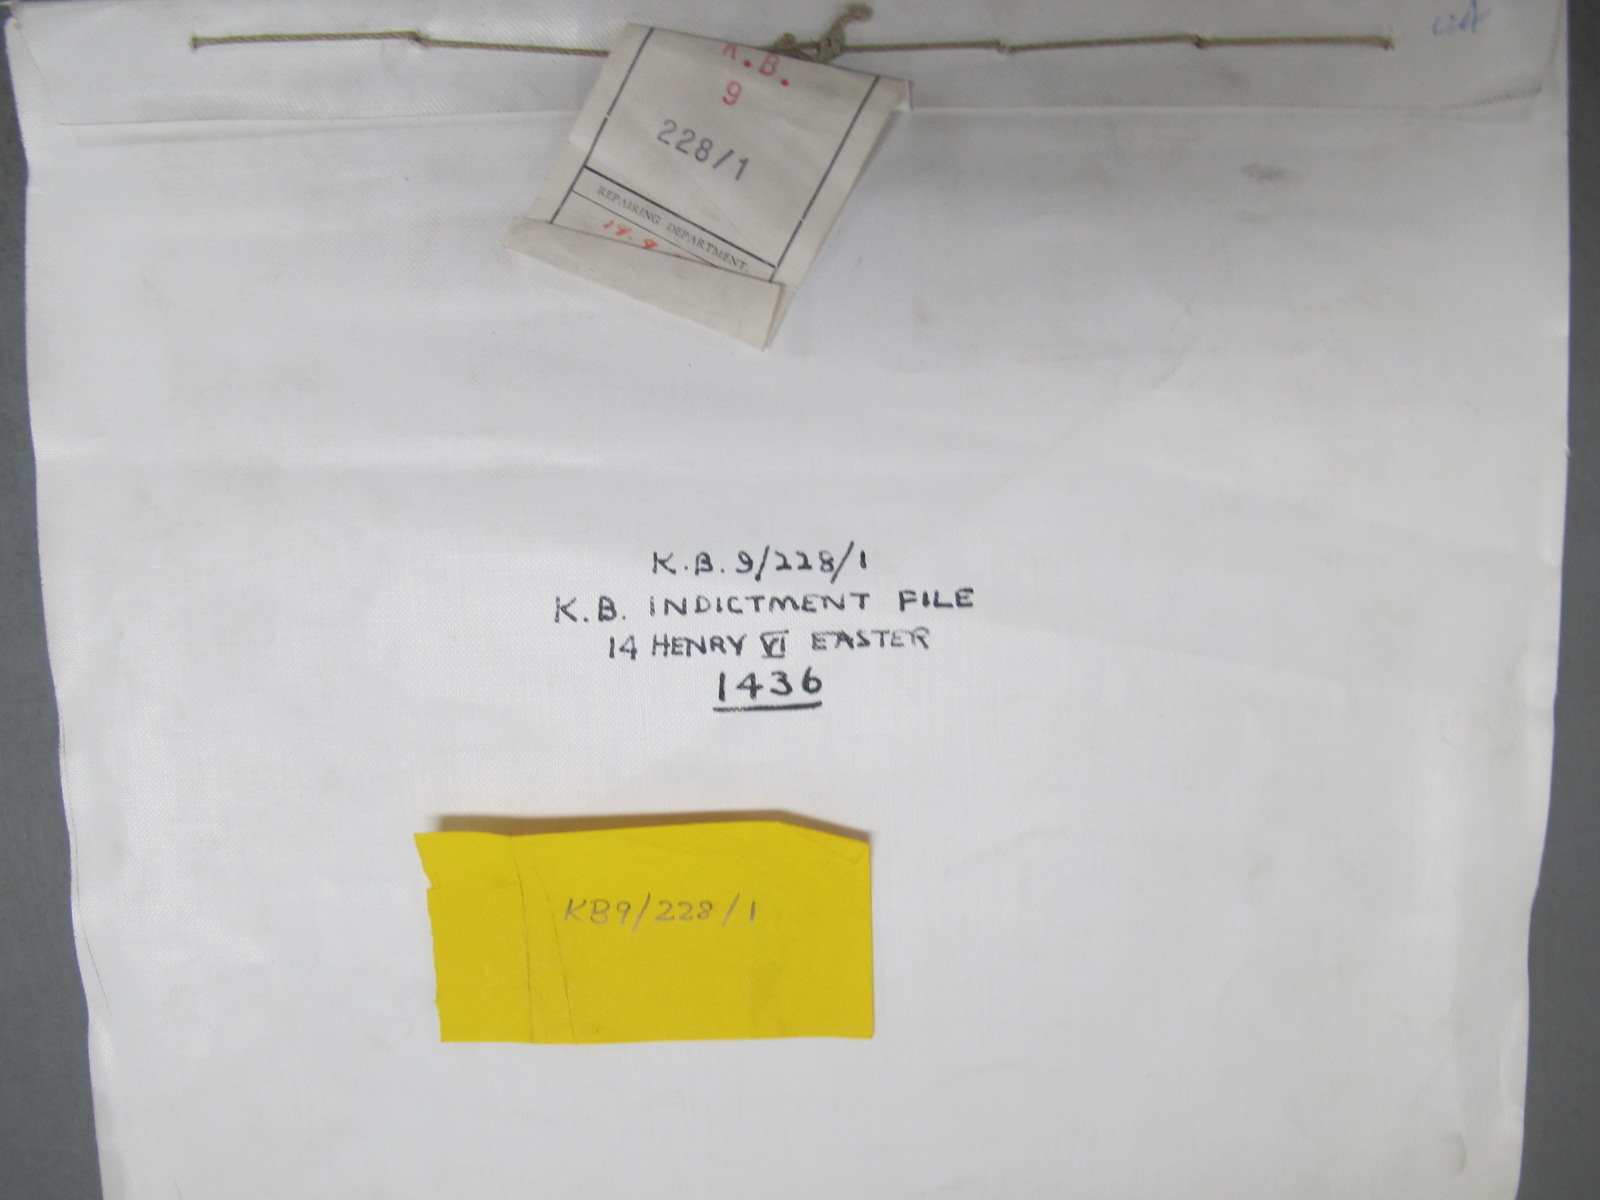 K.B.
9
228/1
REPAIRING DEPARTMENT.
K.B. 9/228/1
K.B. INDICTMENT FILE
14 HENRY VI EASTER
1436
KB9/228/1